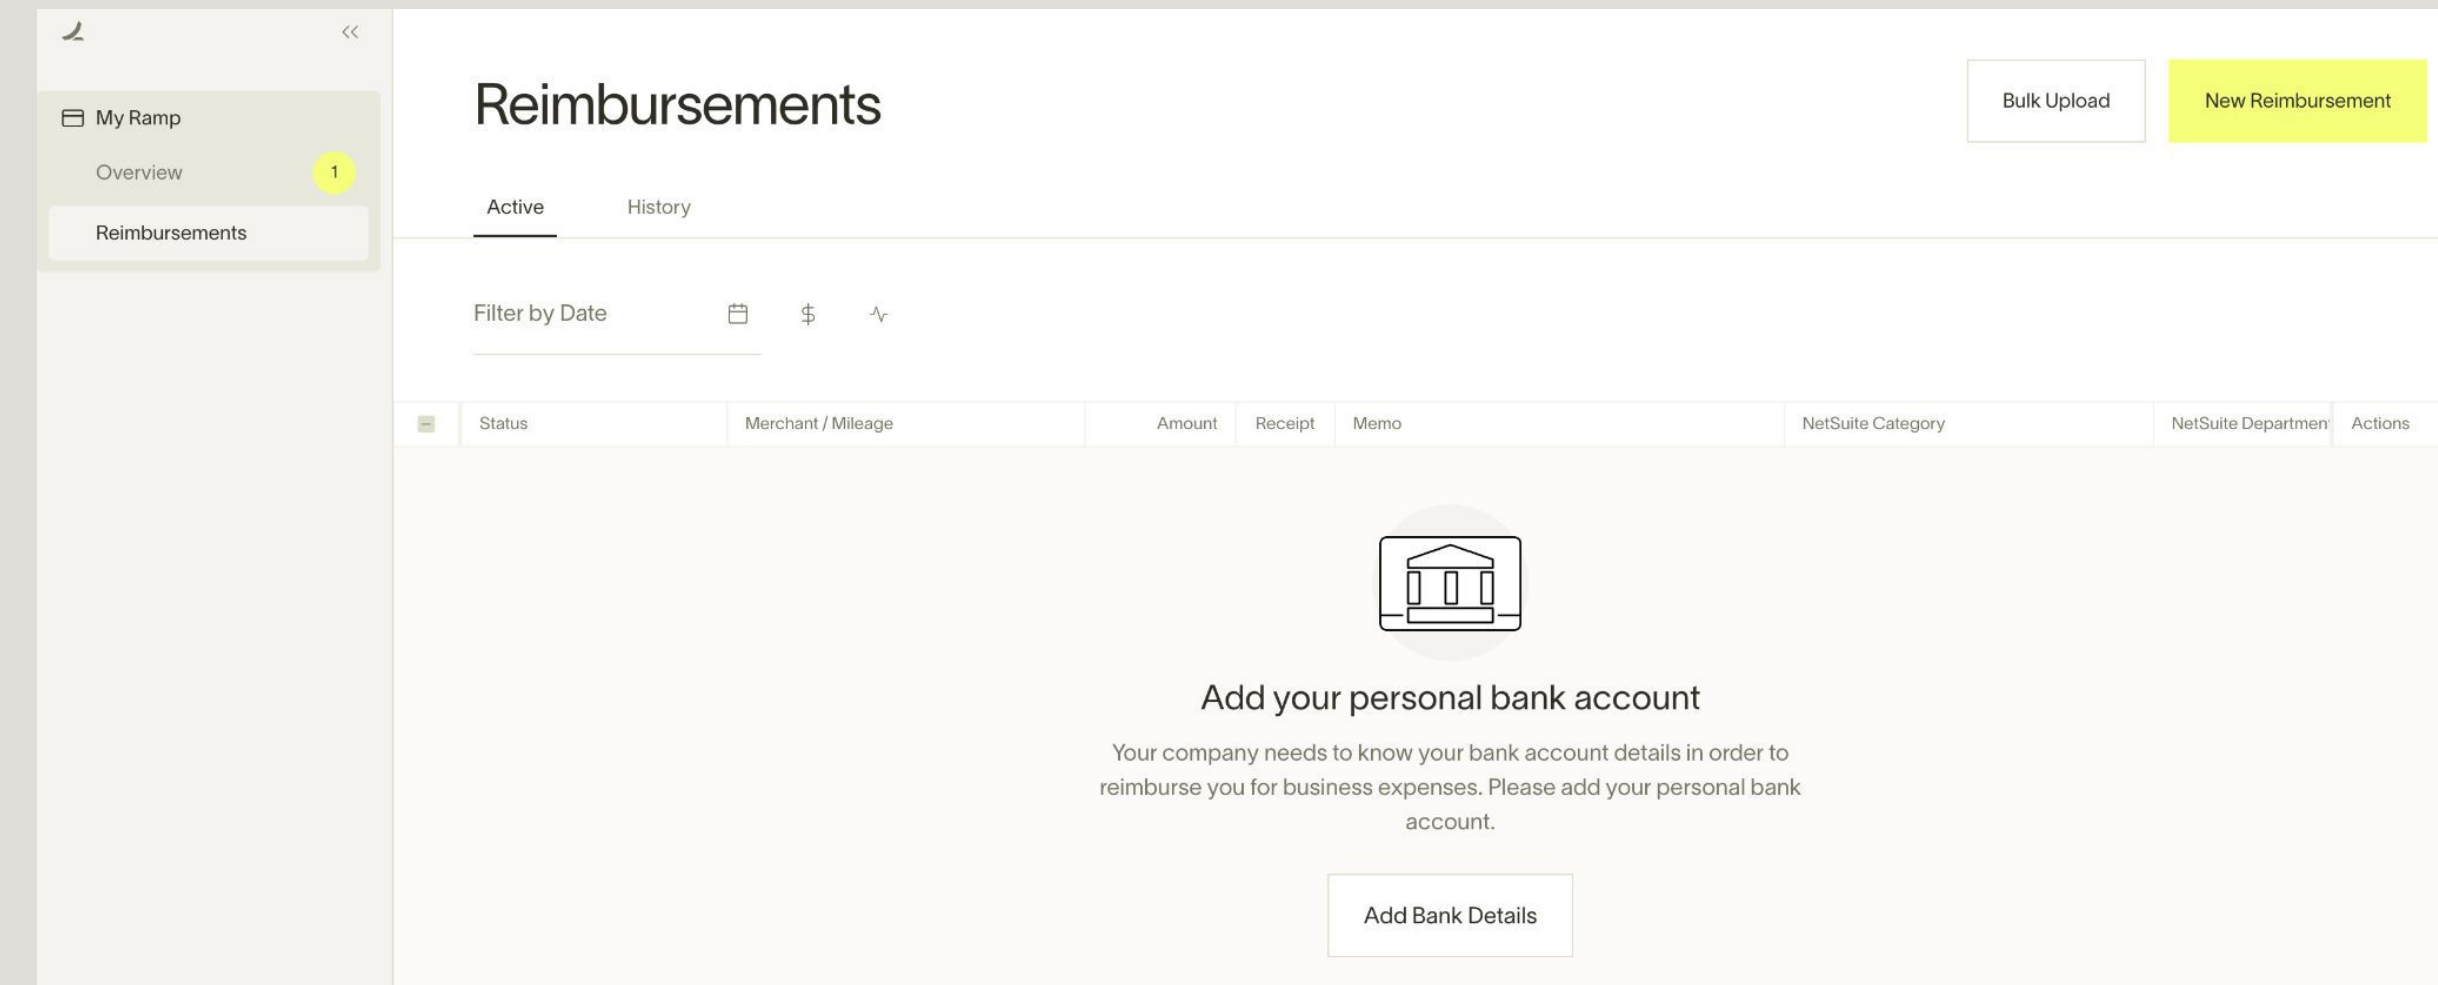 My Ramp
Overview
1
Reimbursements
Reimbursements
Bulk Upload
New Reimbursement
Active
History
Filter by Date
Status
Merchant / Mileage
Amount
Receipt
Memo
NetSuite Category
NetSuite Departmen
Actions
Add your personal bank account
Your company needs to know your bank account details in order to
reimburse you for business expenses. Please add your personal bank
account.
Add Bank Details